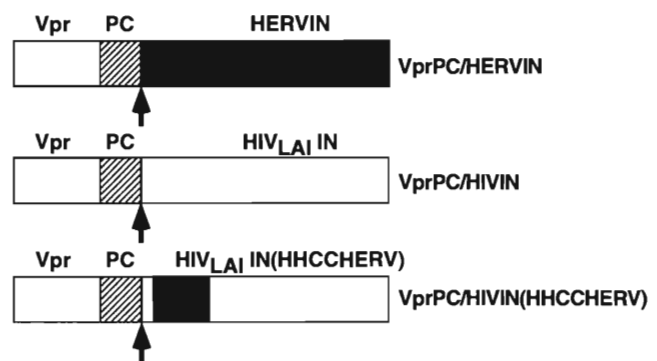 Vpr PC HERVIN
VprPC/HERVIN
Vpr PC HIVLAI IN
VprPC/HIVIN
Vpr PC HIVLAI IN(HHCCHERV)
VprPC/HIVIN(HHCCHERV)